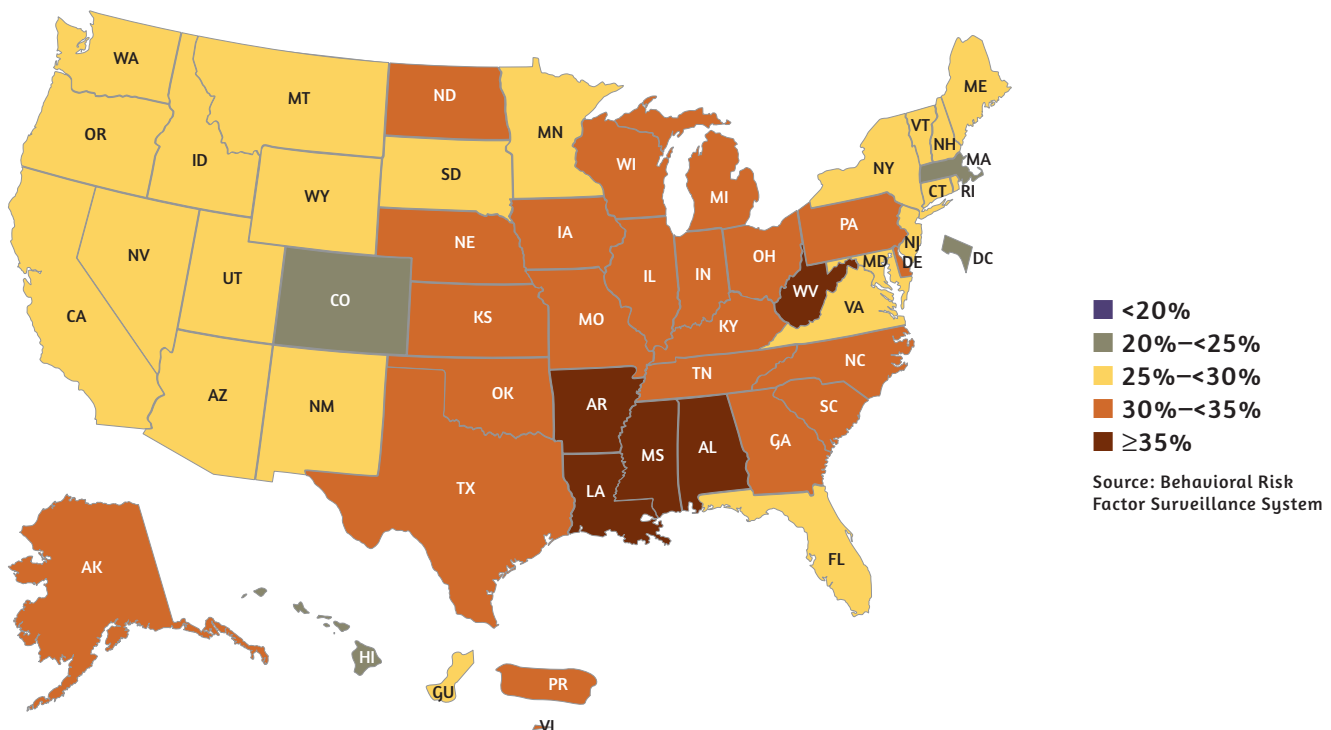 WA
MT
ND
MN
ME
OR
ID
WY
SD
WI
MI
NY
VT
NH
MA
CT
RI
NV
UT
CO
NE
IA
IL
IN
OH
PA
NJ
MD
DE
DC
CA
KS
MO
KY
WV
VA
AZ
NM
OK
AR
TN
NC
SC
TX
LA
MS
AL
GA
FL
AK
HI
GU
PR
VI
<20%
20%–<25%
25%–<30%
30%–<35%
≥35%
Source: Behavioral Risk
Factor Surveillance System